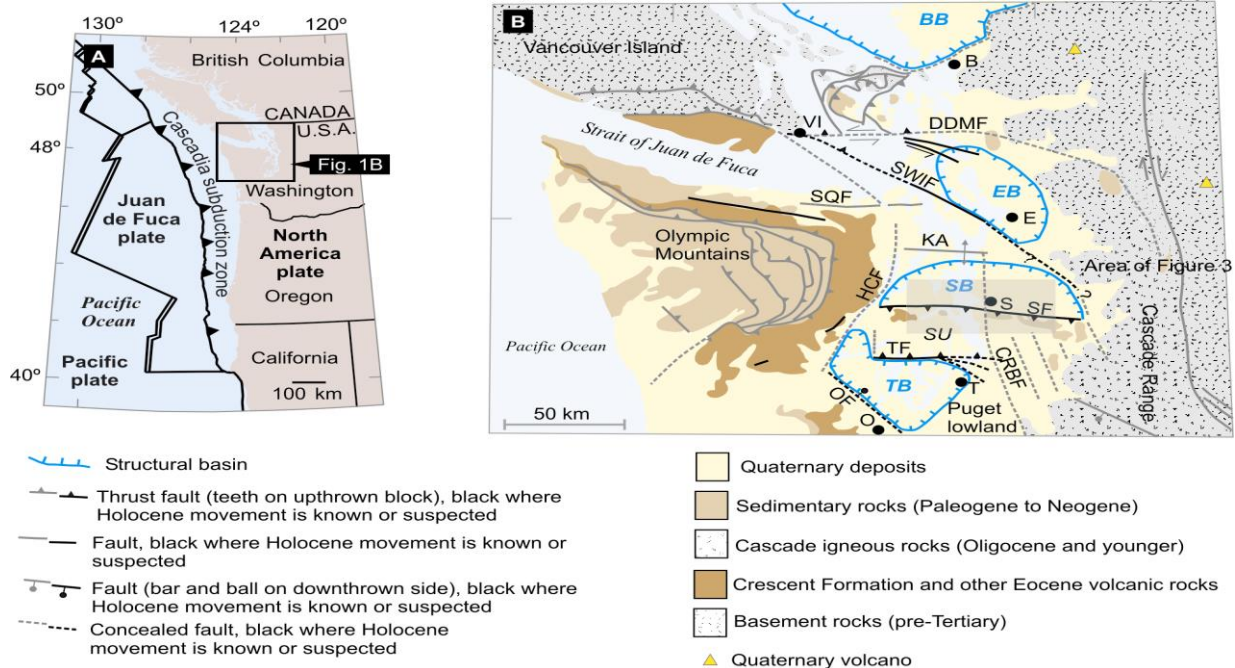 130º
124º
120º
A
British Columbia
50º
CANADA
U.S.A.
48º
Cascadia subduction zone
Fig. 1B
Washington
Juan
de Fuca
plate
North
America
plate
Oregon
Pacific
Ocean
Pacific
plate
California
40º
100 km
B
Vancouver Island
BB
B
VI
DDMF
Strait of Juan de Fuca
SWIF
EB
E
SQF
Olympic
Mountains
KA
?
Area of Figure 3
HCF
SB
?
S
SF
SU
Pacific Ocean
TF
CRBF
Cascade Range
TB
T
OF
O
Puget
lowland
50 km
Structural basin
Thrust fault (teeth on upthrown block), black where
Holocene movement is known or suspected
Fault, black where Holocene movement is known or
suspected
Fault (bar and ball on downthrown side), black where
Holocene movement is known or suspected
Concealed fault, black where Holocene
movement is known or suspected
Quaternary deposits
Sedimentary rocks (Paleogene to Neogene)
Cascade igneous rocks (Oligocene and younger)
Crescent Formation and other Eocene volcanic rocks
Basement rocks (pre-Tertiary)
Quaternary volcano